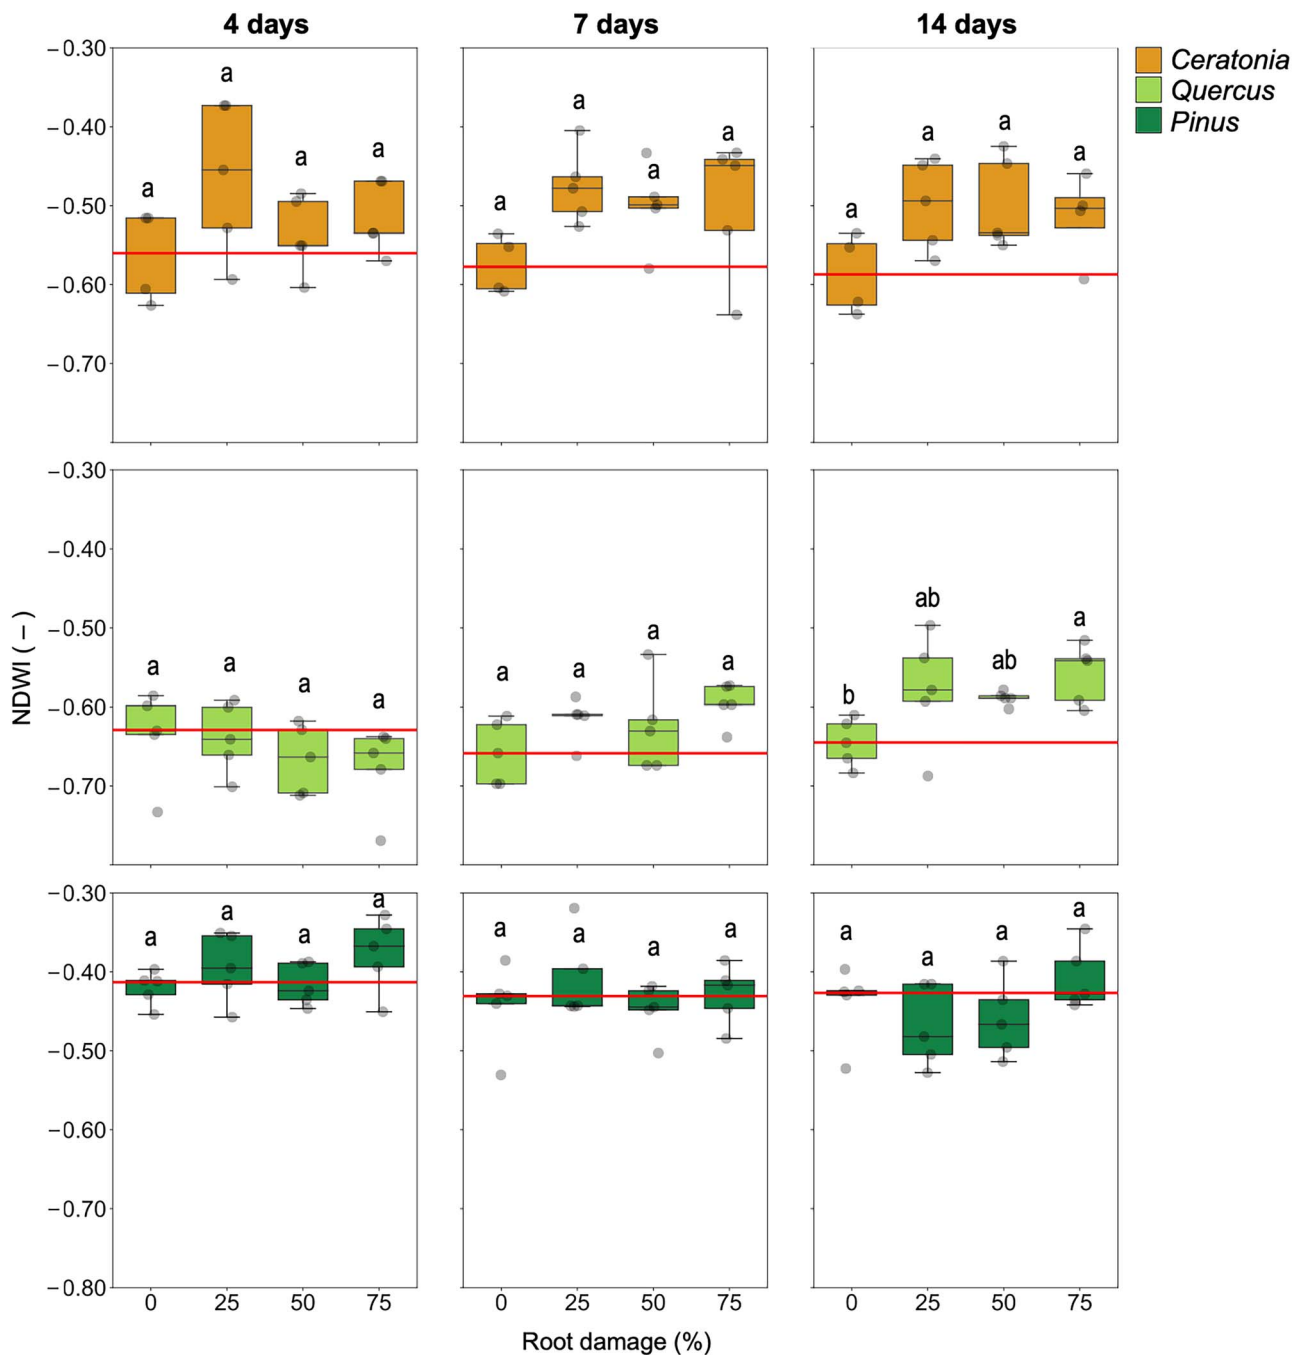 4 days 7 days 14 days
Ceratonia
Quercus
Pinus
−0.30
−0.40
−0.50
−0.60
−0.70
a a a a
a a a a
a a a a
−0.30
−0.40
−0.50
−0.60
−0.70
a a a a
a a a a
b ab ab a
−0.30
−0.40
−0.50
−0.60
−0.70
−0.80
a a a a
a a a a
a a a a
NDWI ( − )
0 25 50 75 0 25 50 75 0 25 50 75
Root damage (%)